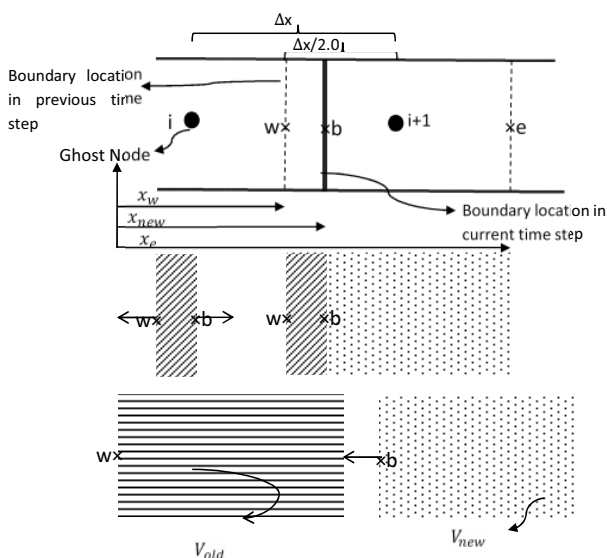 Δx
Δx/2.0
Boundary location
in previous time
step
i
w× ×b i+1 ×e
Ghost Node
x_w
x_new
x_e
Boundary location in
current time step
w× ×b w× ×b
w× ×b
V_old V_new